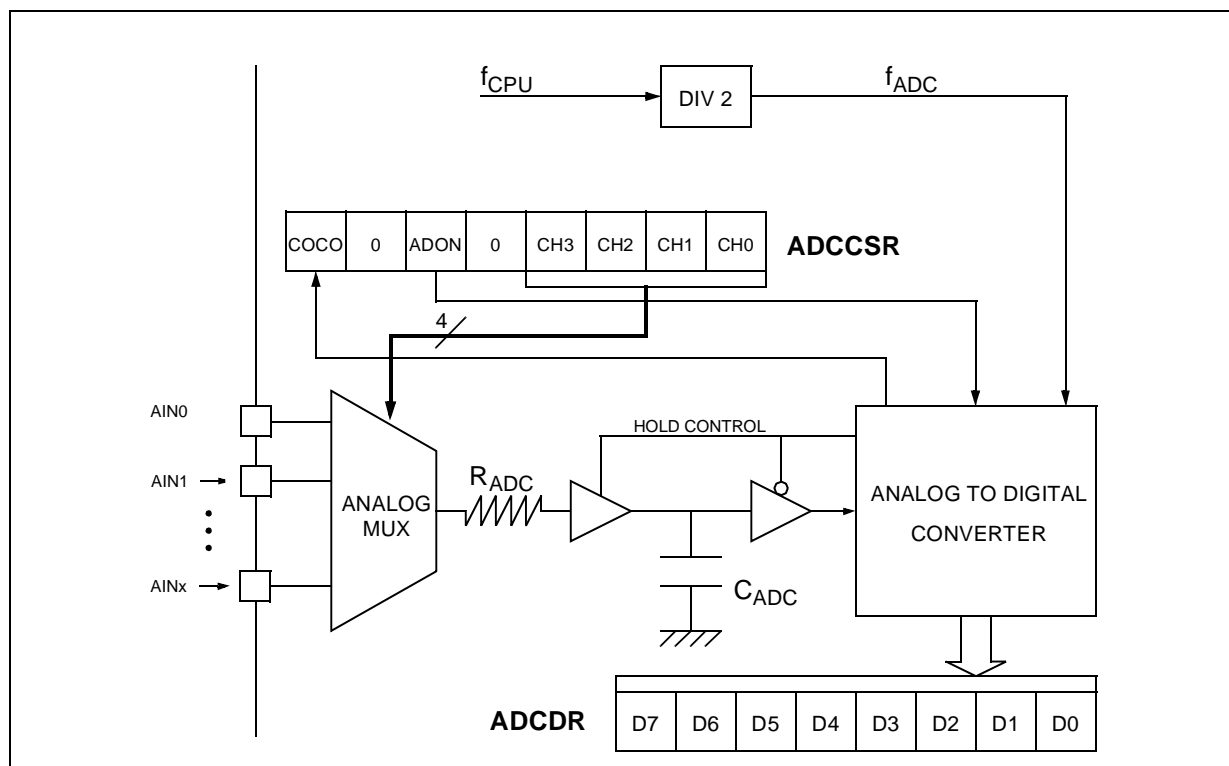 fCPU
DIV 2
fADC
COCO 0 ADON 0 CH3 CH2 CH1 CH0
ADCCSR
4
AIN0
AIN1
AINx
ANALOG
MUX
RADC
HOLD CONTROL
CADC
ANALOG TO DIGITAL
CONVERTER
ADCDR
D7 D6 D5 D4 D3 D2 D1 D0